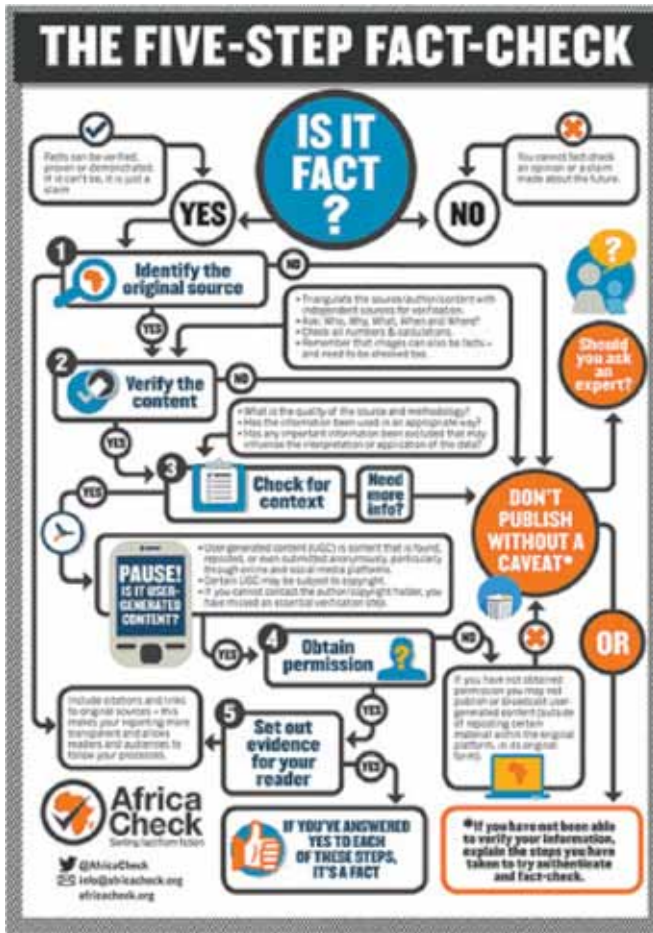 THE FIVE-STEP FACT-CHECK
IS IT
FACT
?
Facts can be verified,
proven or demonstrated.
If it can't be, it is just a
claim
You cannot fact-check
an opinion or a claim
made about the future.
YES
NO
1
Identify the
original source
NO
YES
• Triangulate the source/author/content with
independent sources for verification.
• Ask: Who, Why, What, When and Where?
• Check all numbers & calculations.
• Remember that images can also be facts –
and need to be checked too.
Should
you ask
an
expert?
2
Verify the
content
NO
YES
• What is the quality of the source and methodology?
• Has the information been used in an appropriate way?
• Has any important information been excluded that may
influence the interpretation or application of the data?
3
Check for
context
Need
more
info?
YES
DON'T
PUBLISH
WITHOUT A
CAVEAT*
PAUSE!
IS IT USER-
GENERATED
CONTENT?
• User-generated content (UGC) is content that is found,
reposted, or even submitted anonymously, particularly
through online and social media platforms.
• Certain UGC may be subject to copyright.
• If you cannot contact the author/copyright holder, you
have missed an essential verification step.
YES
4
Obtain
permission
?
NO
OR
YES
If you have not obtained
permission you may not
publish or broadcast user-
generated content (outside
of reposting certain
material within the original
platform, in its original
form).
Include citations and links
to original sources – this
makes your reporting more
transparent and allows
readers and audiences to
follow your processes.
5
Set out
evidence
for your
reader
YES
Africa
Check
Sorting fact from fiction
@AfricaCheck
info@africacheck.org
africacheck.org
IF YOU'VE ANSWERED
YES TO EACH
OF THESE STEPS,
IT'S A FACT
*If you have not been able
to verify your information,
explain the steps you have
taken to try authenticate
and fact-check.